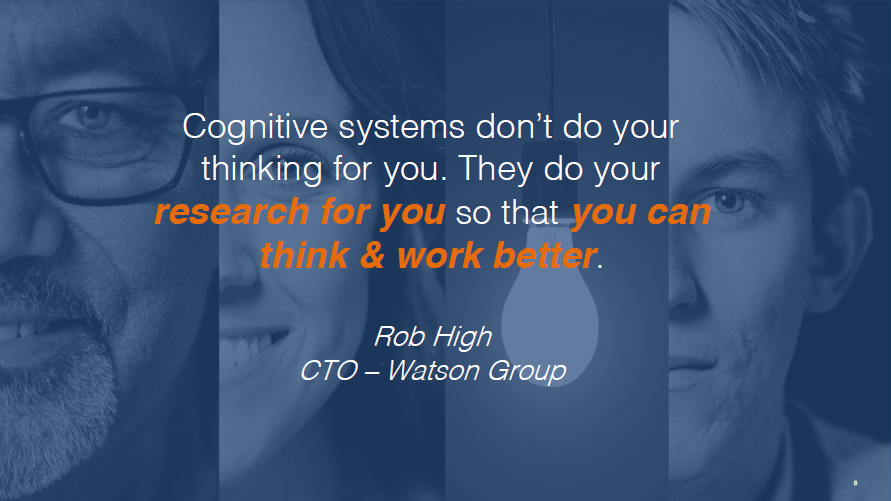 Cognitive systems don’t do your
thinking for you. They do your
research for you so that you can
think & work better.
Rob High
CTO – Watson Group